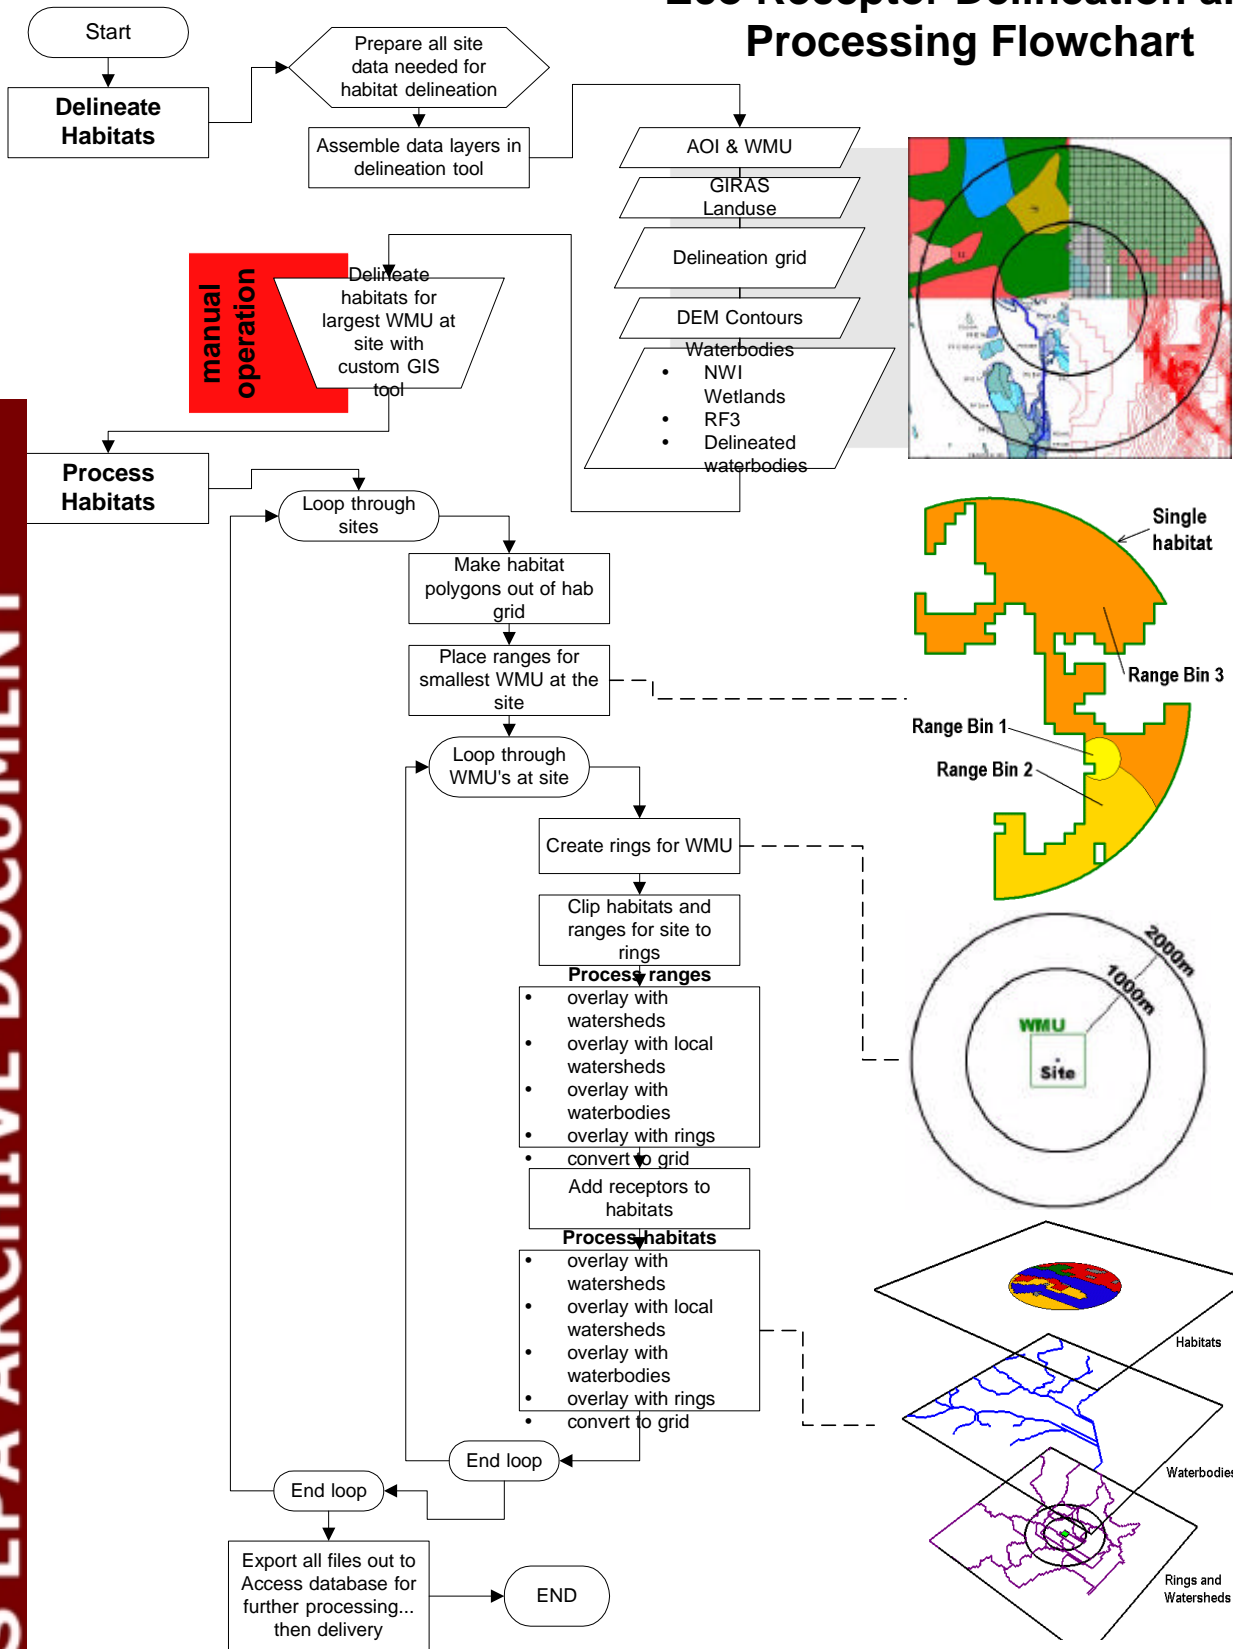 Processing Flowchart
Start
Delineate
Habitats
Prepare all site
data needed for
habitat delineation
Assemble data layers in
delineation tool
AOI & WMU
GIRAS
Landuse
Delineation grid
DEM Contours
Waterbodies
• NWI
Wetlands
• RF3
• Delineated
waterbodies
manual
operation
Delineate
habitats for
largest WMU at
site with
custom GIS
tool
Process
Habitats
Loop through
sites
Make habitat
polygons out of hab
grid
Place ranges for
smallest WMU at the
site
Loop through
WMU's at site
Create rings for WMU
Clip habitats and
ranges for site to
rings
Process ranges
• overlay with
watersheds
• overlay with local
watersheds
• overlay with
waterbodies
• overlay with rings
• convert to grid
Add receptors to
habitats
Process habitats
• overlay with
watersheds
• overlay with local
watersheds
• overlay with
waterbodies
• overlay with rings
• convert to grid
End loop
End loop
Export all files out to
Access database for
further processing...
then delivery
END
Single
habitat
Range Bin 3
Range Bin 1
Range Bin 2
2000m
1000m
WMU
Site
Habitats
Waterbodies
Rings and
Watersheds
EPA ARCHIVE DOCUMENT